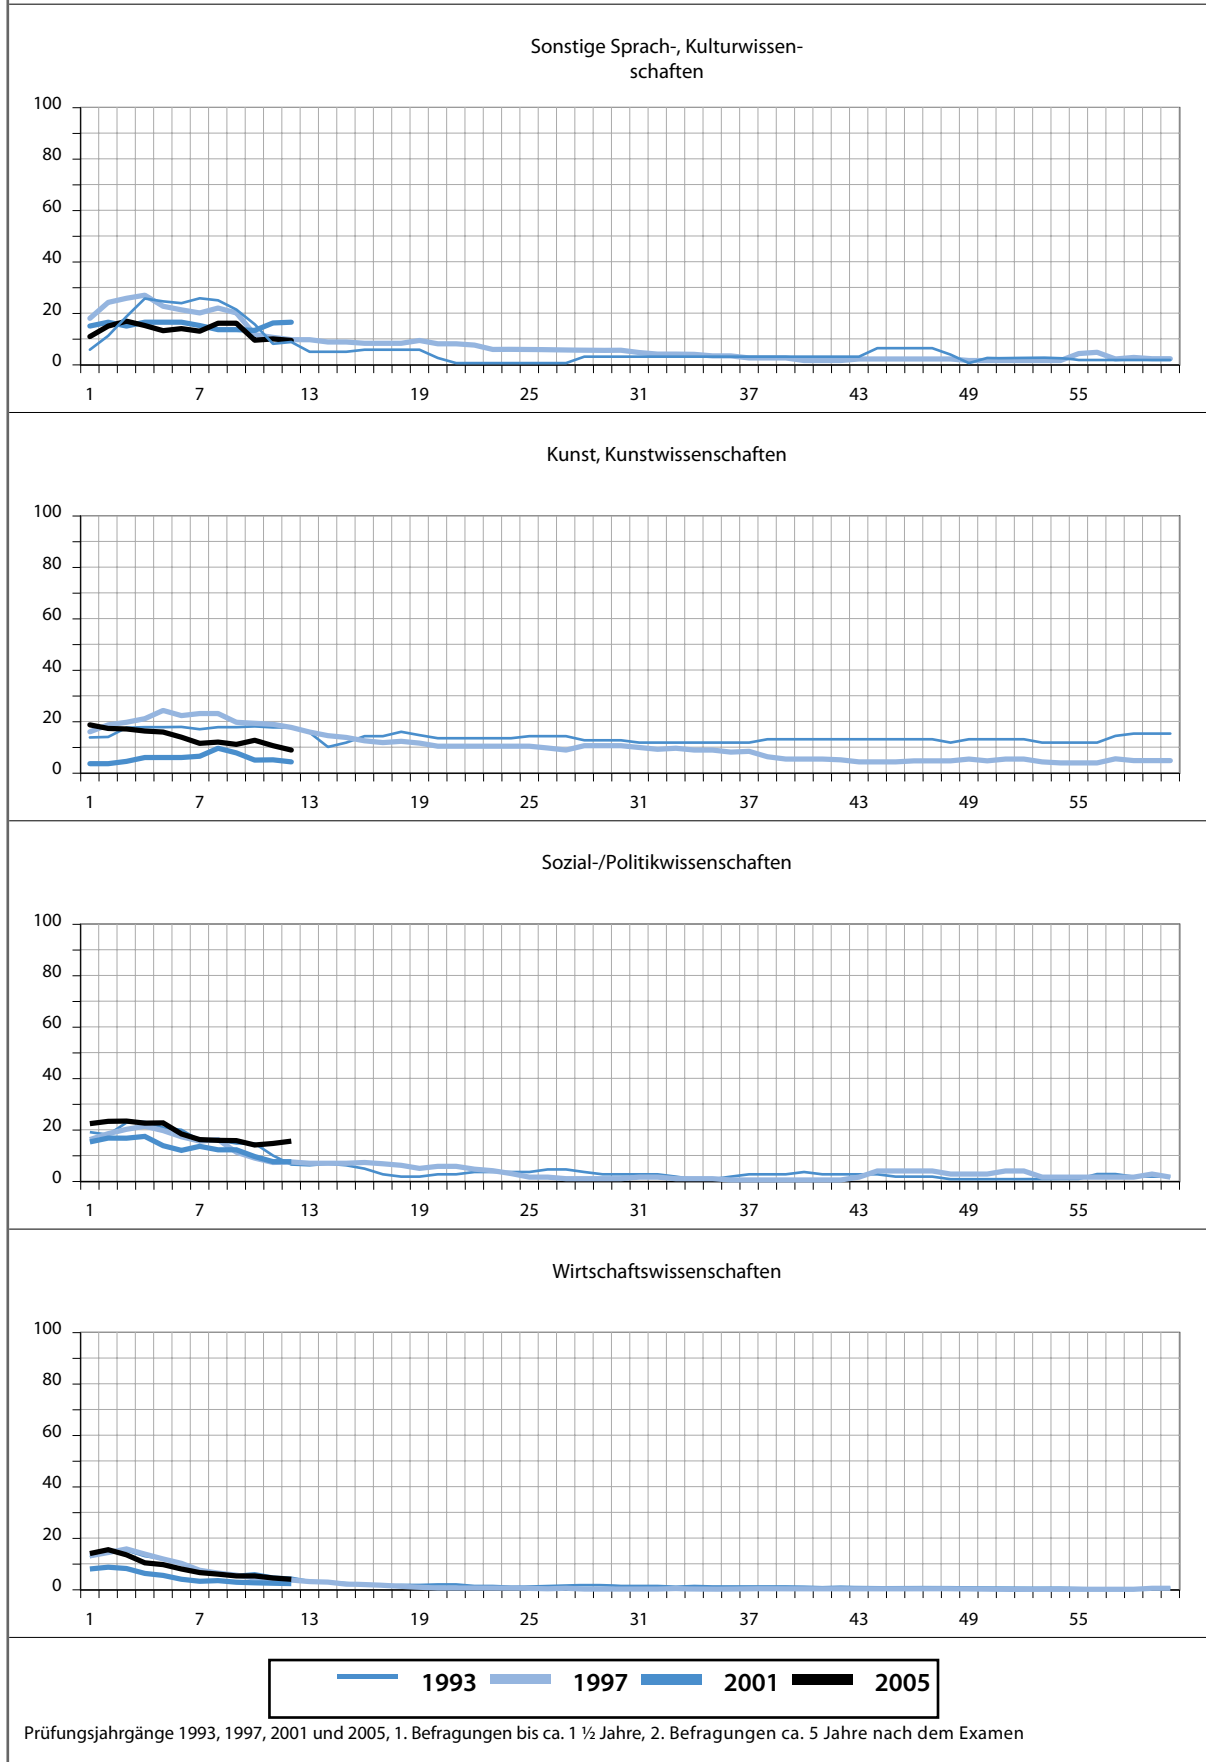 Sonstige Sprach-, Kulturwissen-
schaften
100
80
60
40
20
0
1 7 13 19 25 31 37 43 49 55
Kunst, Kunstwissenschaften
100
80
60
40
20
0
1 7 13 19 25 31 37 43 49 55
Sozial-/Politikwissenschaften
100
80
60
40
20
0
1 7 13 19 25 31 37 43 49 55
Wirtschaftswissenschaften
100
80
60
40
20
0
1 7 13 19 25 31 37 43 49 55
1993 1997 2001 2005
Prüfungsjahrgänge 1993, 1997, 2001 und 2005, 1. Befragungen bis ca. 1 ½ Jahre, 2. Befragungen ca. 5 Jahre nach dem Examen